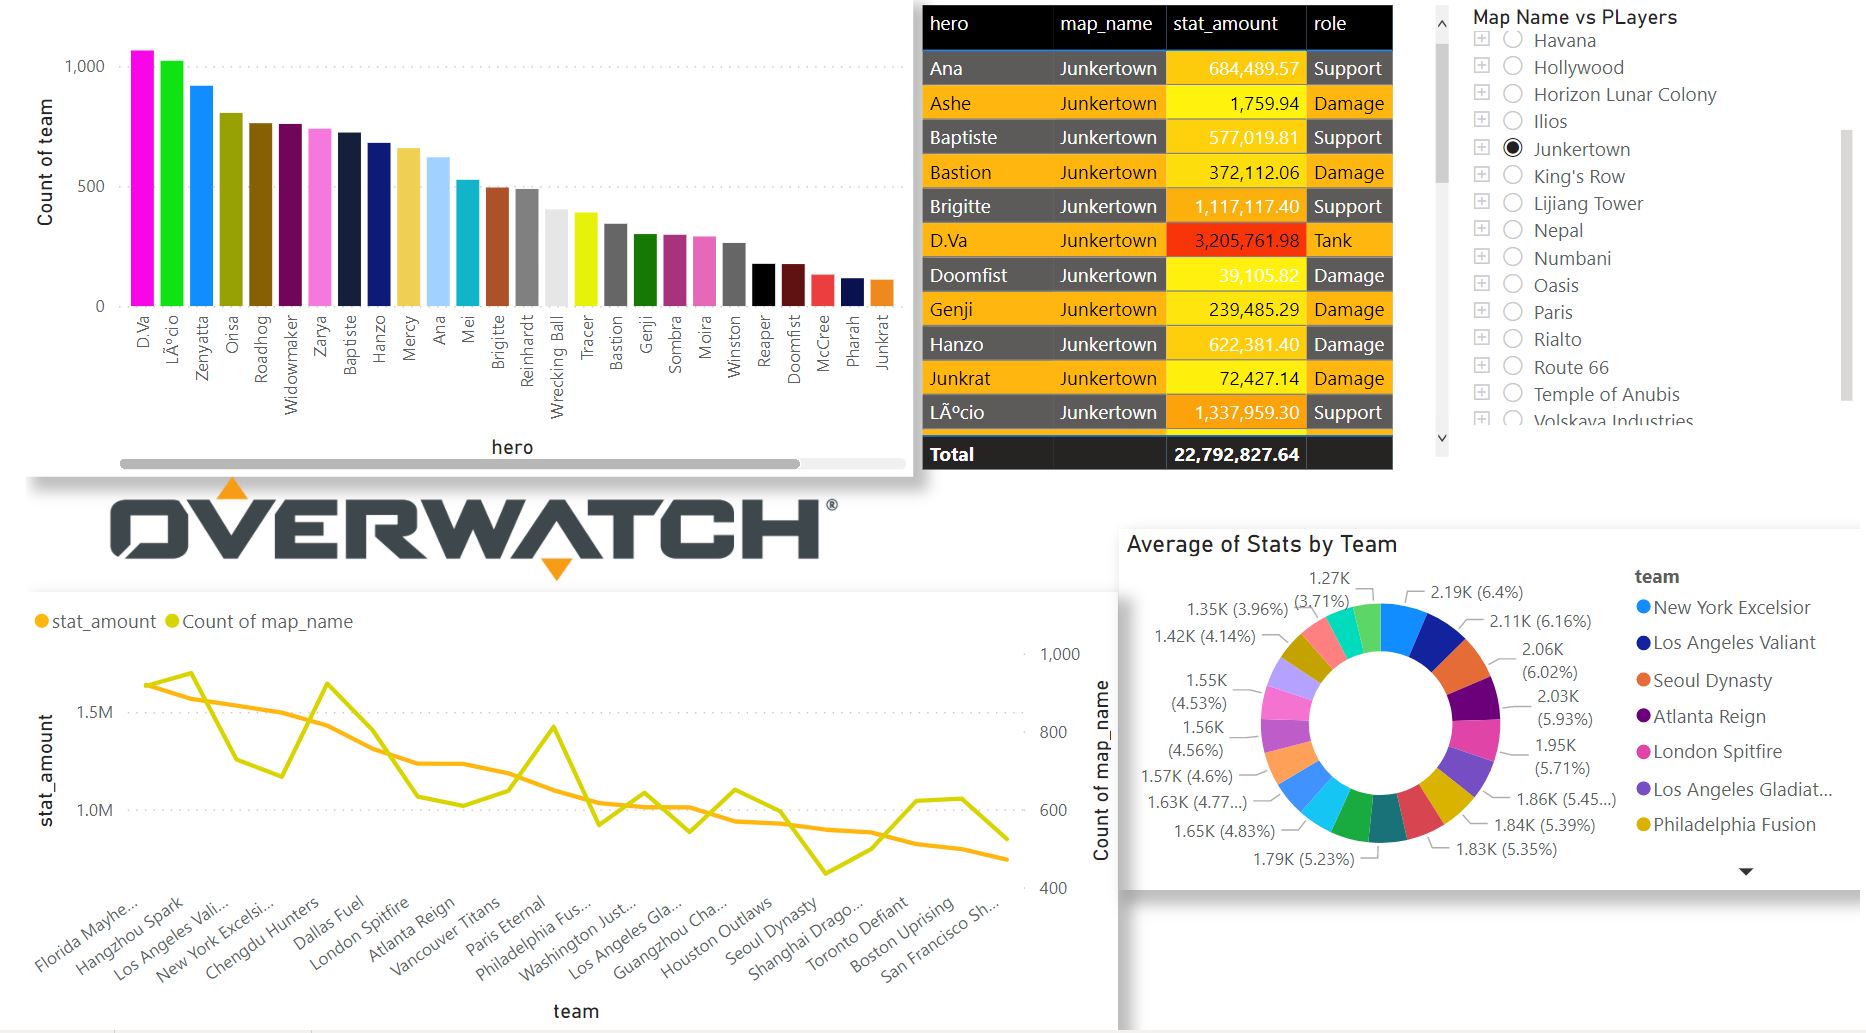 1,000
500
0
Count of team
D.Va
LÃºcio
Zenyatta
Orisa
Roadhog
Widowmaker
Zarya
Baptiste
Hanzo
Mercy
Ana
Mei
Brigitte
Reinhardt
Wrecking Ball
Tracer
Bastion
Genji
Sombra
Moira
Winston
Reaper
Doomfist
McCree
Pharah
Junkrat
hero
hero map_name stat_amount role
Ana Junkertown 684,489.57 Support
Ashe Junkertown 1,759.94 Damage
Baptiste Junkertown 577,019.81 Support
Bastion Junkertown 372,112.06 Damage
Brigitte Junkertown 1,117,117.40 Support
D.Va Junkertown 3,205,761.98 Tank
Doomfist Junkertown 39,105.82 Damage
Genji Junkertown 239,485.29 Damage
Hanzo Junkertown 622,381.40 Damage
Junkrat Junkertown 72,427.14 Damage
LÃºcio Junkertown 1,337,959.30 Support
Total 22,792,827.64
Map Name vs PLayers
Havana
Hollywood
Horizon Lunar Colony
Ilios
Junkertown
King's Row
Lijiang Tower
Nepal
Numbani
Oasis
Paris
Rialto
Route 66
Temple of Anubis
Volskaya Industries
OVERWATCH®
stat_amount Count of map_name
1.5M
1.0M
stat_amount
1,000
800
600
400
Count of map_name
Florida Mayhe...
Hangzhou Spark
Los Angeles Vali...
New York Excelsi...
Chengdu Hunters
Dallas Fuel
London Spitfire
Atlanta Reign
Vancouver Titans
Paris Eternal
Philadelphia Fus...
Washington Just...
Los Angeles Gla...
Guangzhou Cha...
Houston Outlaws
Seoul Dynasty
Shanghai Drago...
Toronto Defiant
Boston Uprising
San Francisco Sh...
team
Average of Stats by Team
2.19K (6.4%)
2.11K (6.16%)
2.06K
(6.02%)
2.03K
(5.93%)
1.95K
(5.71%)
1.86K (5.45...)
1.84K (5.39%)
1.83K (5.35%)
1.79K (5.23%)
1.65K (4.83%)
1.63K (4.77...)
1.57K (4.6%)
1.56K
(4.56%)
1.55K
(4.53%)
1.42K (4.14%)
1.35K (3.96%)
1.27K
(3.71%)
team
New York Excelsior
Los Angeles Valiant
Seoul Dynasty
Atlanta Reign
London Spitfire
Los Angeles Gladiat...
Philadelphia Fusion